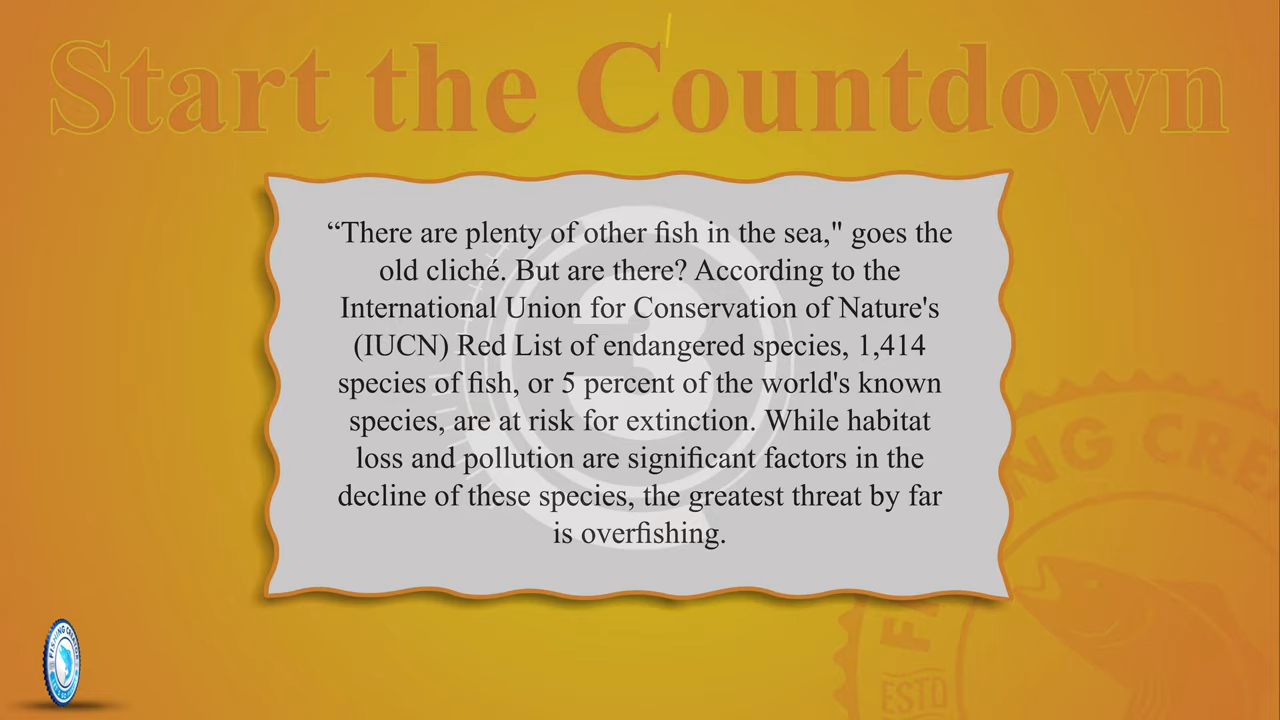 Start the Countdown
“There are plenty of other fish in the sea," goes the
old cliché. But are there? According to the
International Union for Conservation of Nature's
(IUCN) Red List of endangered species, 1,414
species of fish, or 5 percent of the world's known
species, are at risk for extinction. While habitat
loss and pollution are significant factors in the
decline of these species, the greatest threat by far
is overfishing.
3
ESTD